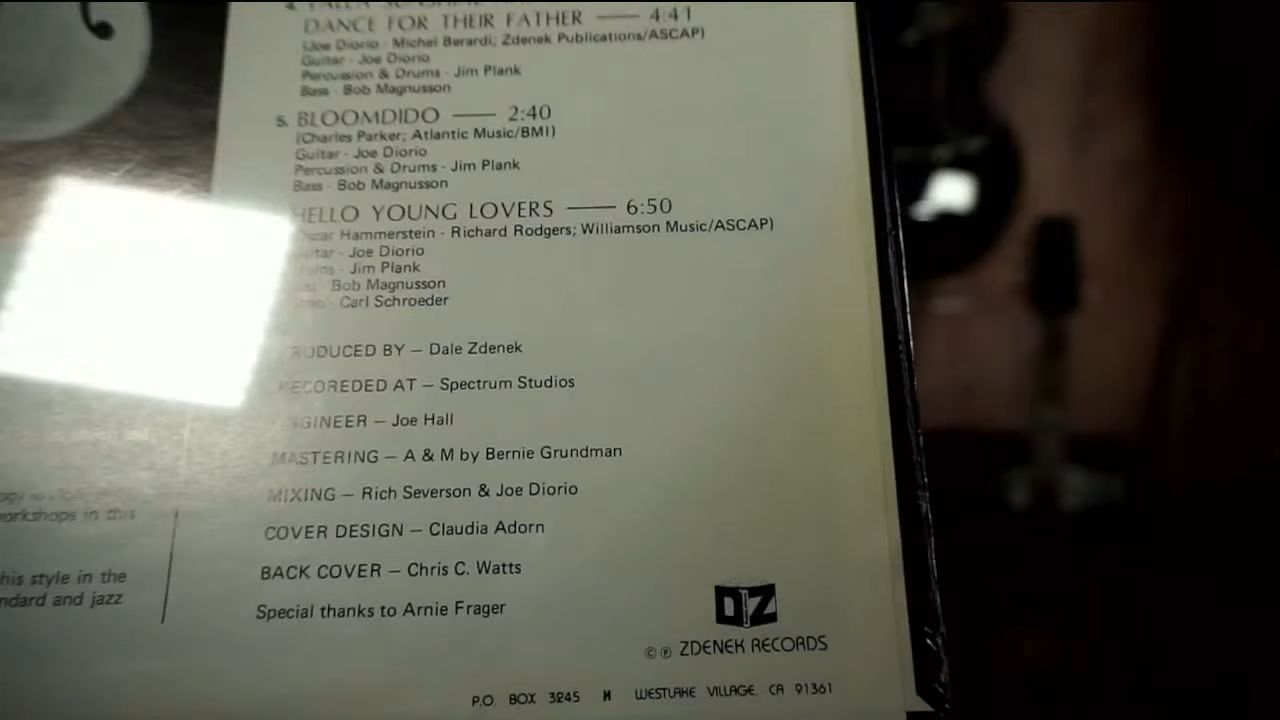 DANCE FOR THEIR FATHER —— 4:41
(Joe Diorio - Michel Berardi; Zdenek Publications/ASCAP)
Guitar - Joe Diorio
Percussion & Drums - Jim Plank
Bass - Bob Magnusson
5. BLOOMDIDO —— 2:40
(Charles Parker; Atlantic Music/BMI)
Guitar - Joe Diorio
Percussion & Drums - Jim Plank
Bass - Bob Magnusson
HELLO YOUNG LOVERS —— 6:50
Hammerstein - Richard Rodgers; Williamson Music/ASCAP)
- Joe Diorio
- Jim Plank
- Bob Magnusson
- Carl Schroeder
PRODUCED BY — Dale Zdenek
RECOREDED AT — Spectrum Studios
ENGINEER — Joe Hall
MASTERING — A & M by Bernie Grundman
MIXING — Rich Severson & Joe Diorio
COVER DESIGN — Claudia Adorn
BACK COVER — Chris C. Watts
Special thanks to Arnie Frager
workshops in this
this style in the
standard and jazz
DZ
© ℗ ZDENEK RECORDS
P.O. BOX 3245 WESTLAKE VILLAGE, CA 91361